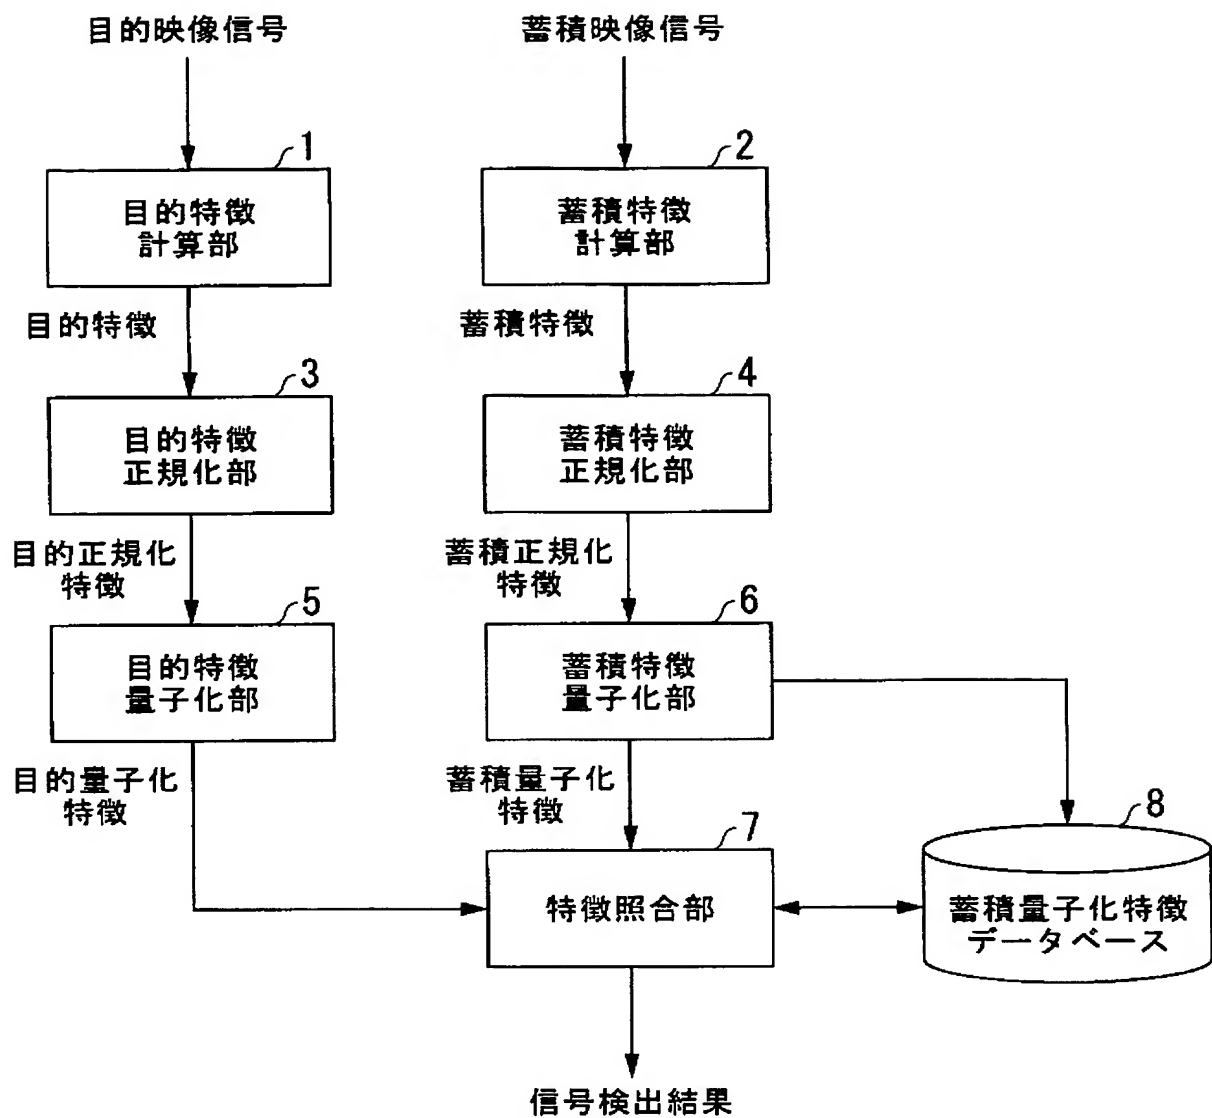 目的映像信号
蓄積映像信号
1
2
目的特徴
計算部
蓄積特徴
計算部
目的特徴
蓄積特徴
3
4
目的特徴
正規化部
蓄積特徴
正規化部
目的正規化
特徴
蓄積正規化
特徴
5
6
目的特徴
量子化部
蓄積特徴
量子化部
目的量子化
特徴
蓄積量子化
特徴
7
8
特徴照合部
蓄積量子化特徴
データベース
信号検出結果